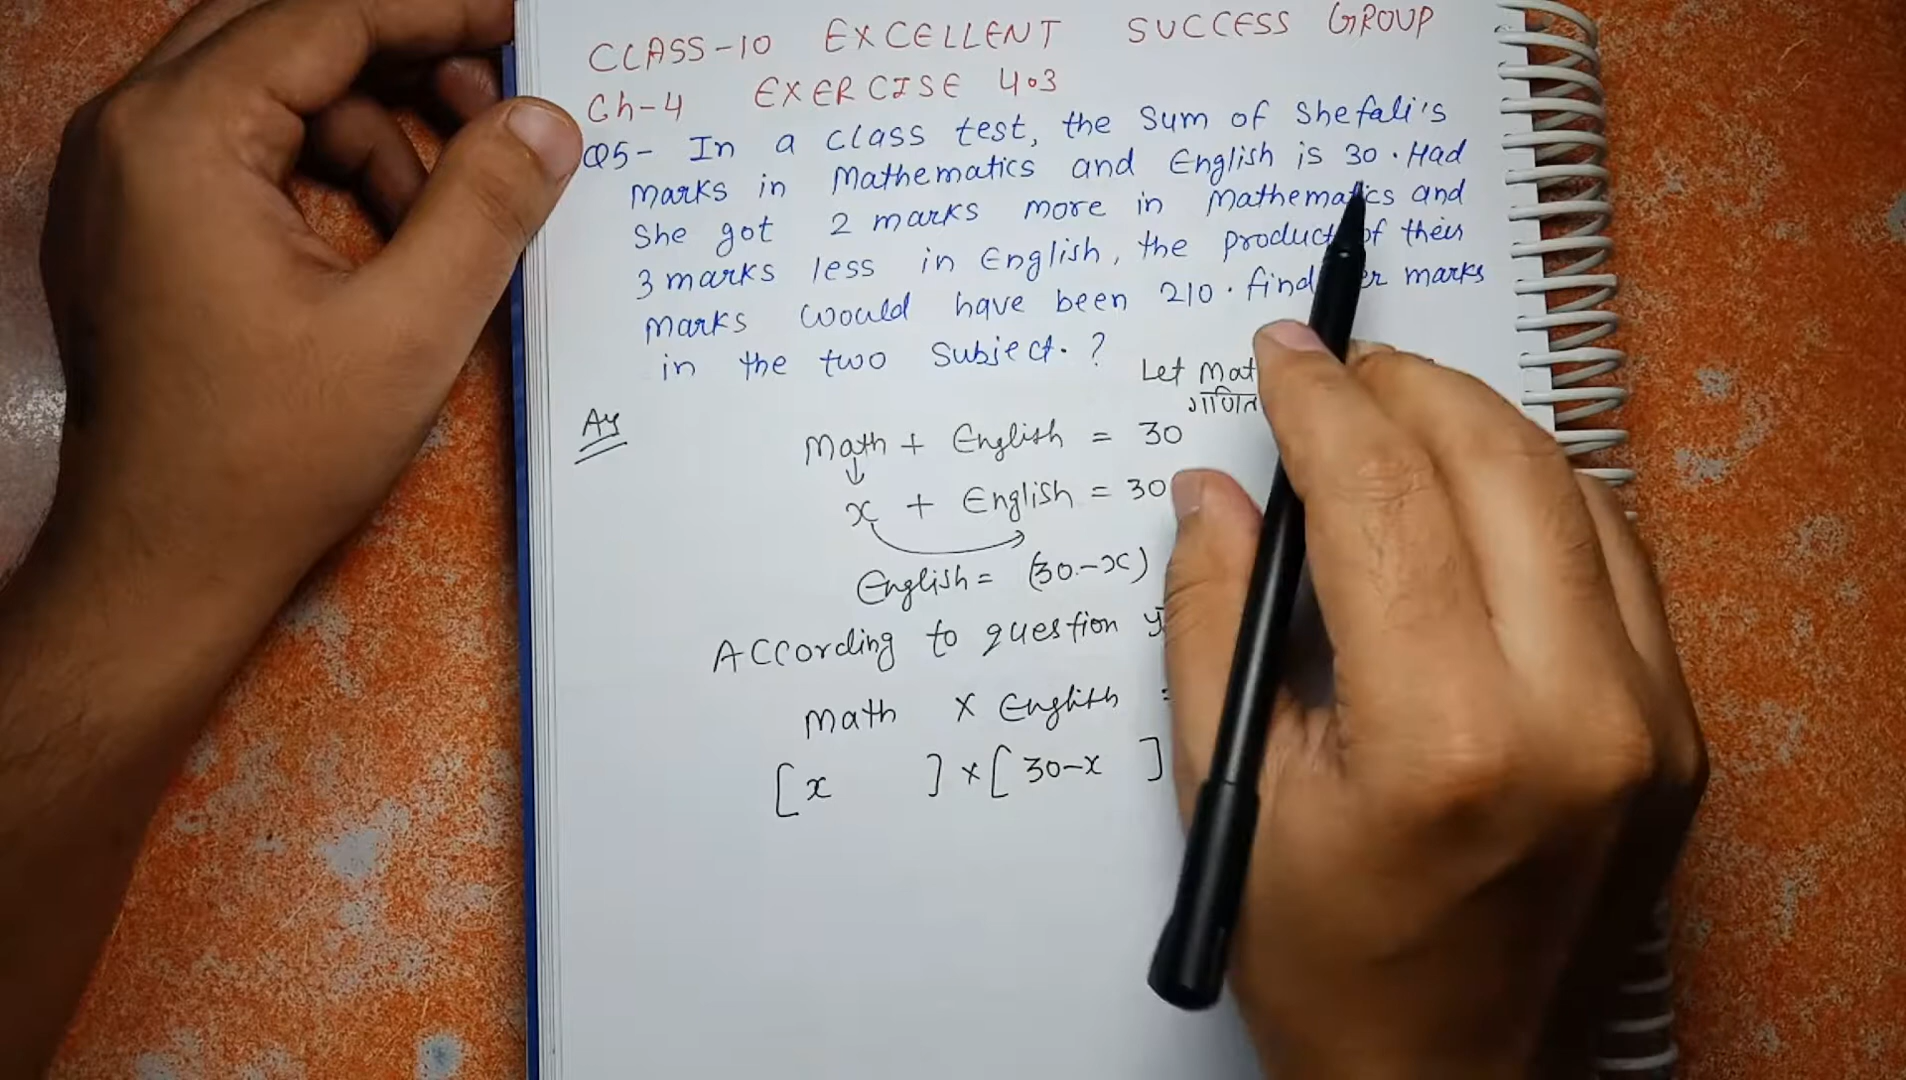 CLASS-10 EXCELLENT SUCCESS GROUP
Ch-4 EXERCISE 4.3
Q5- In a class test, the Sum of Shefali's
marks in Mathematics and English is 30. Had
She got 2 marks more in Mathematics and
3 marks less in English, the product of their
marks would have been 210. find marks
in the two Subject. ?
Let Mat
Math + English = 30
↓
x + English = 30
English = (30-x)
According to question
math x English
[x ] x [30-x ]